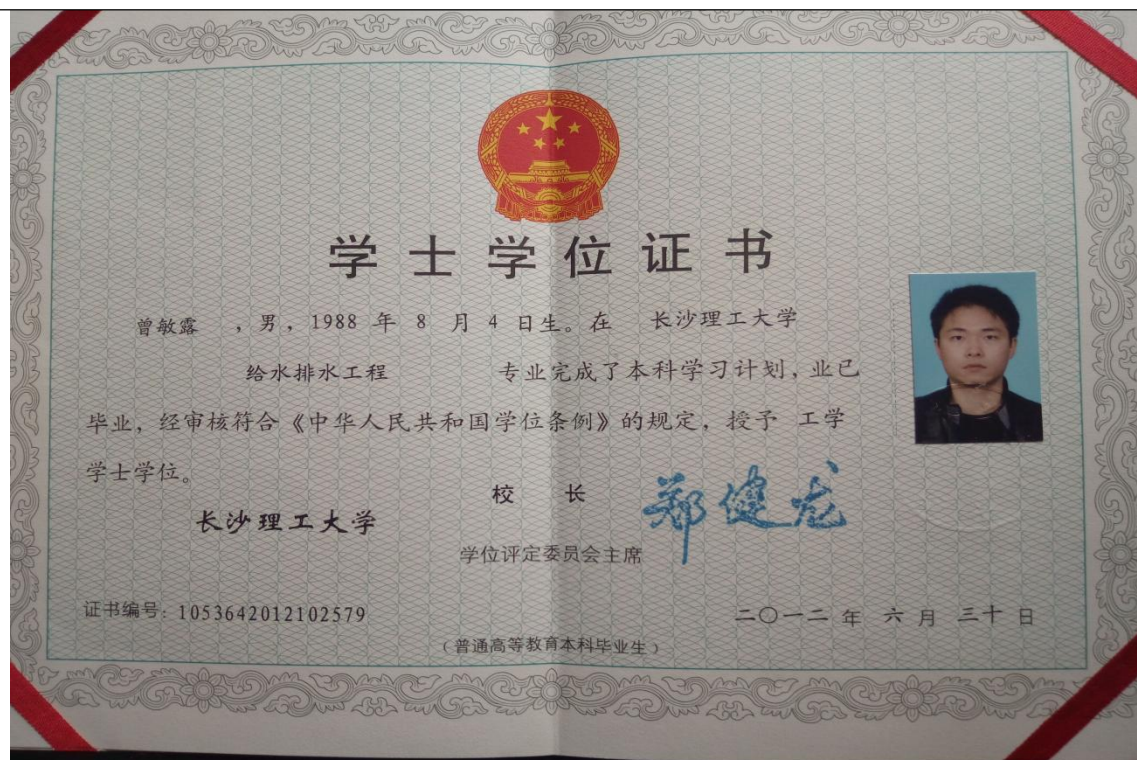 学士学位证书
曾敏露 ，男，1988 年 8 月 4 日生。在 长沙理工大学
给水排水工程 专业完成了本科学习计划，业已
毕业，经审核符合《中华人民共和国学位条例》的规定，授予 工学
学士学位。
校 长 郑健龙
长沙理工大学
学位评定委员会主席
证书编号：1053642012102579
二〇一二 年 六 月 三十 日
（普通高等教育本科毕业生）